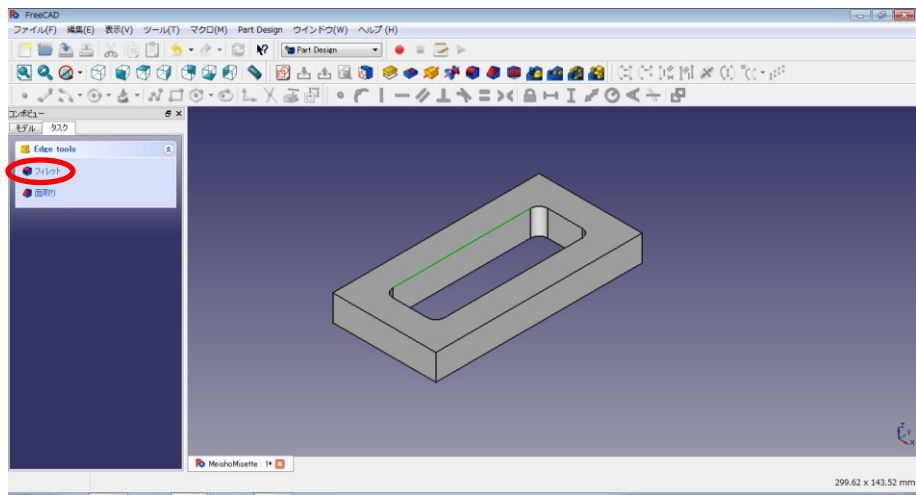 FreeCAD
ファイル(F) 編集(E) 表示(V) ツール(T) マクロ(M) Part Design ウインドウ(W) ヘルプ(H)
Part Design
コンボビュー
モデル タスク
Edge tools
フィレット
面取り
MeishoMisette : 1*
Z
Y
X
299.62 x 143.52 mm